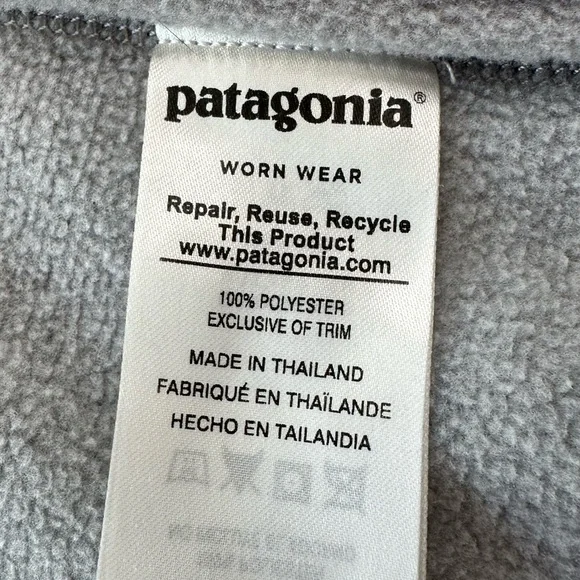 patagonia®
WORN WEAR
Repair, Reuse, Recycle
This Product
www.patagonia.com
100% POLYESTER
EXCLUSIVE OF TRIM
MADE IN THAILAND
FABRIQUÉ EN THAÏLANDE
HECHO EN TAILANDIA